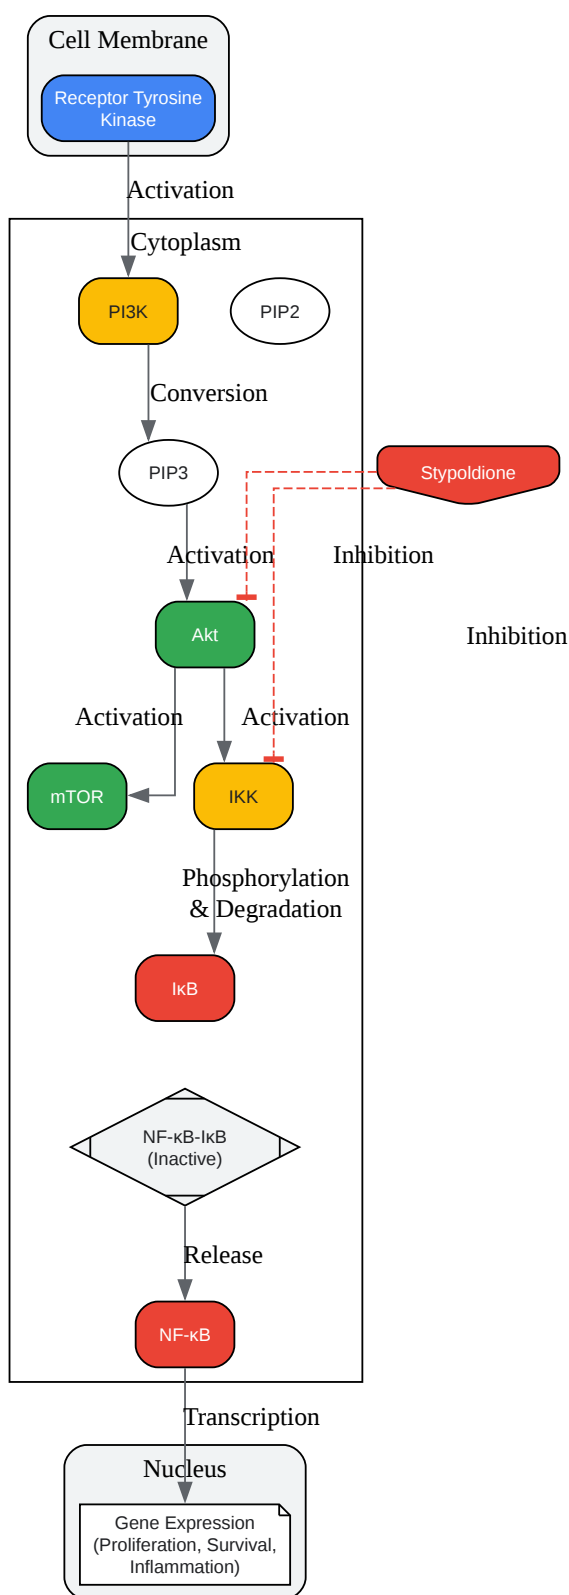 Cell Membrane
Receptor Tyrosine
Kinase
Activation
Cytoplasm
PI3K
PIP2
Conversion
PIP3
Stypoldione
Activation
Inhibition
Akt
Inhibition
Activation
Activation
mTOR
IKK
Phosphorylation
& Degradation
IκB
NF-κB-IκB
(Inactive)
Release
NF-κB
Transcription
Nucleus
Gene Expression
(Proliferation, Survival,
Inflammation)